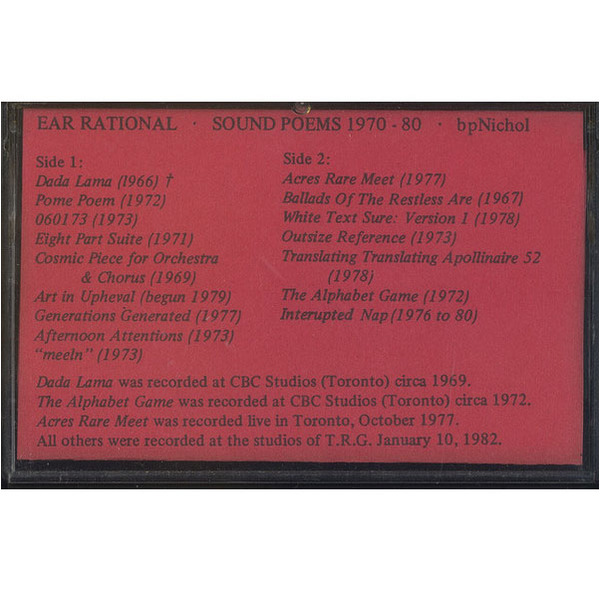 EAR RATIONAL · SOUND POEMS 1970 - 80 · bpNichol
Side 1:
Dada Lama (1966) †
Pome Poem (1972)
060173 (1973)
Eight Part Suite (1971)
Cosmic Piece for Orchestra
& Chorus (1969)
Art in Upheval (begun 1979)
Generations Generated (1977)
Afternoon Attentions (1973)
“meeln” (1973)
Side 2:
Acres Rare Meet (1977)
Ballads Of The Restless Are (1967)
White Text Sure: Version 1 (1978)
Outsize Reference (1973)
Translating Translating Apollinaire 52
(1978)
The Alphabet Game (1972)
Interupted Nap (1976 to 80)
Dada Lama was recorded at CBC Studios (Toronto) circa 1969.
The Alphabet Game was recorded at CBC Studios (Toronto) circa 1972.
Acres Rare Meet was recorded live in Toronto, October 1977.
All others were recorded at the studios of T.R.G. January 10, 1982.